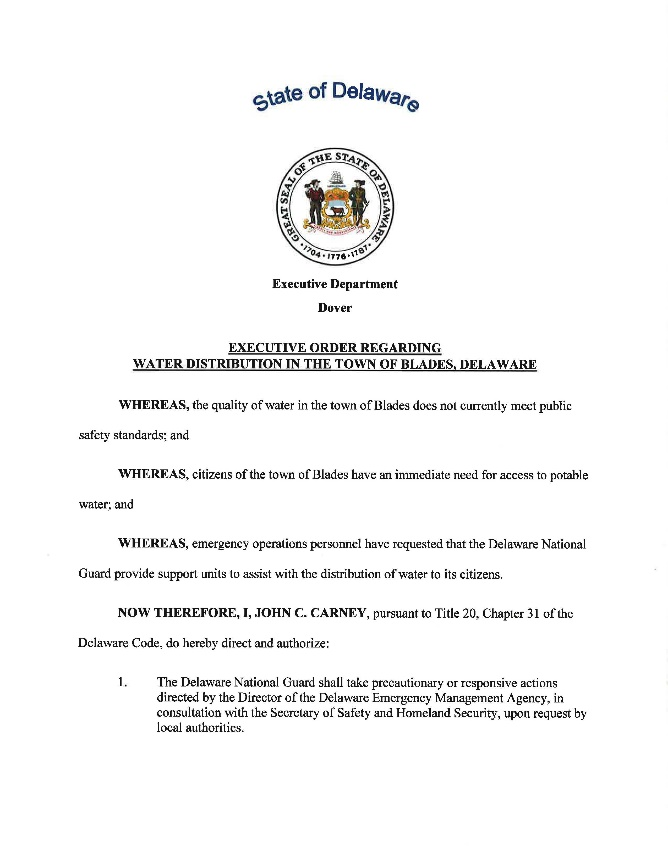 State of Delaware
GREAT SEAL OF THE STATE OF DELAWARE
• 1704 • 1776 • 1787 •
Executive Department
Dover
EXECUTIVE ORDER REGARDING
WATER DISTRIBUTION IN THE TOWN OF BLADES, DELAWARE
WHEREAS, the quality of water in the town of Blades does not currently meet public
safety standards; and
WHEREAS, citizens of the town of Blades have an immediate need for access to potable
water; and
WHEREAS, emergency operations personnel have requested that the Delaware National
Guard provide support units to assist with the distribution of water to its citizens.
NOW THEREFORE, I, JOHN C. CARNEY, pursuant to Title 20, Chapter 31 of the
Delaware Code, do hereby direct and authorize:
1. The Delaware National Guard shall take precautionary or responsive actions
directed by the Director of the Delaware Emergency Management Agency, in
consultation with the Secretary of Safety and Homeland Security, upon request by
local authorities.